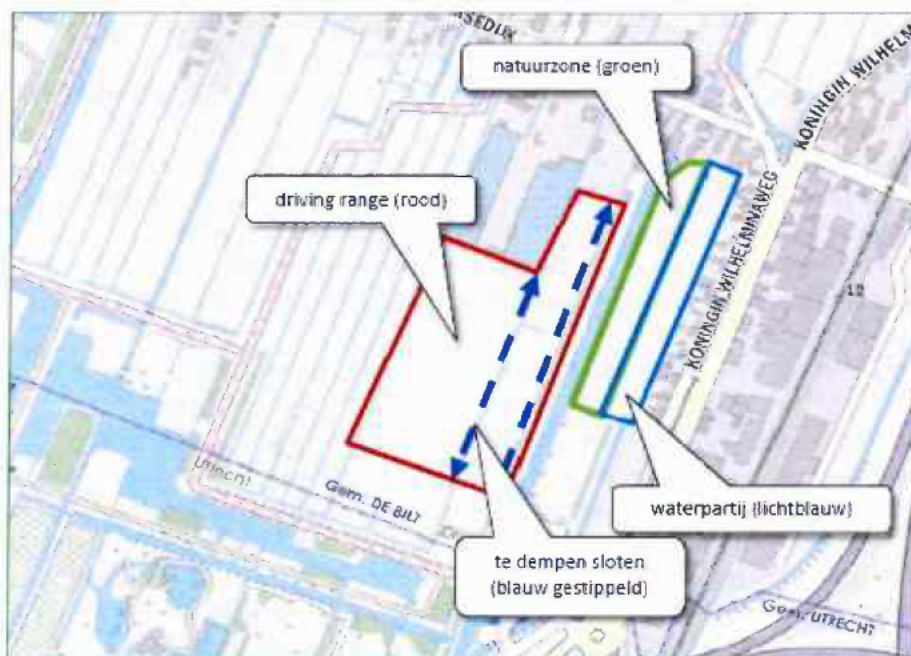 natuurzone (groen)
KONINGIN WILHELM
driving range (rood)
KONINGIN WILHELMINAWEG
12
UTRECHT
Gem. DE BILT
waterpartij (lichtblauw)
te dempen sloten
(blauw gestippeld)
Gem. UTRECHT